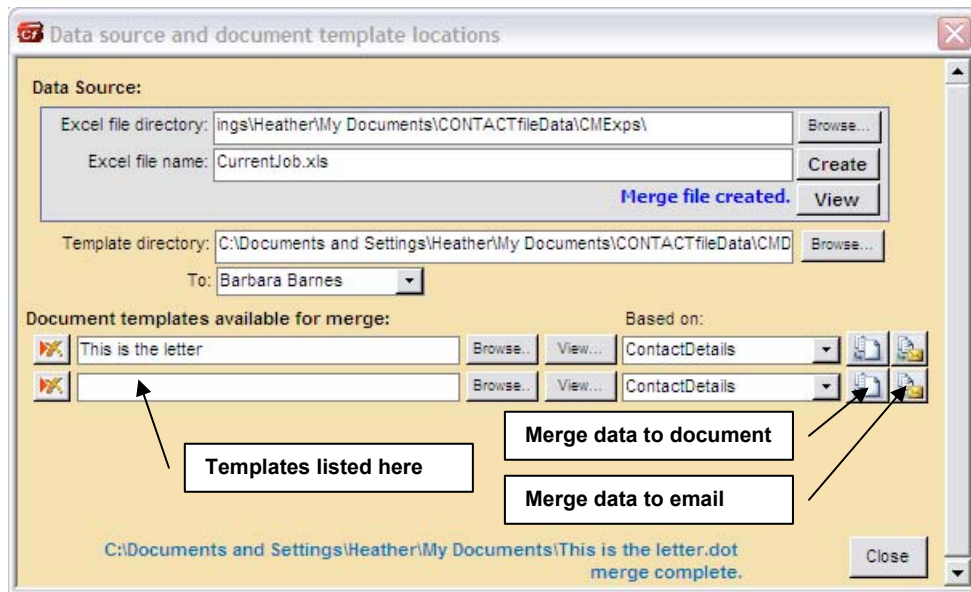 Cf Data source and document template locations
Data Source:
Excel file directory: ings\Heather\My Documents\CONTACTfileData\CMExps\ Browse...
Excel file name: CurrentJob.xls Create
Merge file created. View
Template directory: C:\Documents and Settings\Heather\My Documents\CONTACTfileData\CMD Browse...
To: Barbara Barnes
Document templates available for merge: Based on:
This is the letter Browse.. View... ContactDetails
Browse.. View... ContactDetails
Merge data to document
Templates listed here
Merge data to email
C:\Documents and Settings\Heather\My Documents\This is the letter.dot
merge complete.
Close